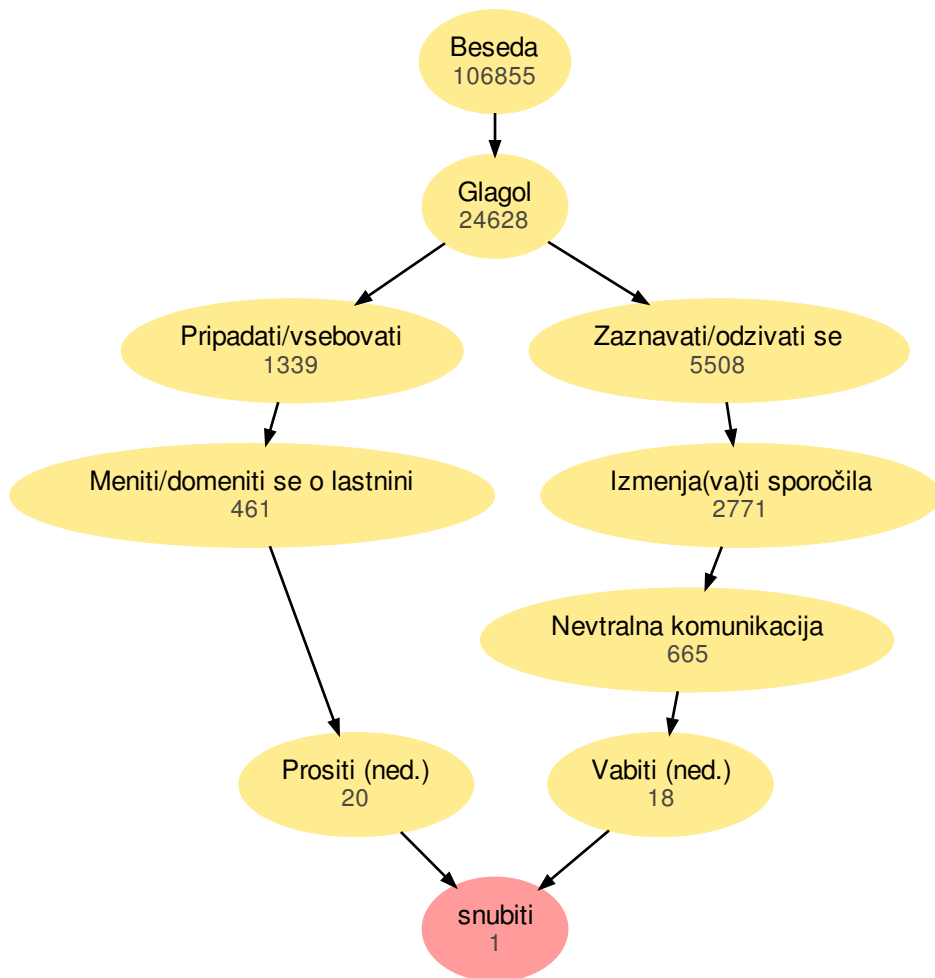 Beseda
106855
Glagol
24628
Pripadati/vsebovati
1339
Zaznavati/odzivati se
5508
Meniti/domeniti se o lastnini
461
Izmenja(va)ti sporočila
2771
Nevtralna komunikacija
665
Prositi (ned.)
20
Vabiti (ned.)
18
snubiti
1